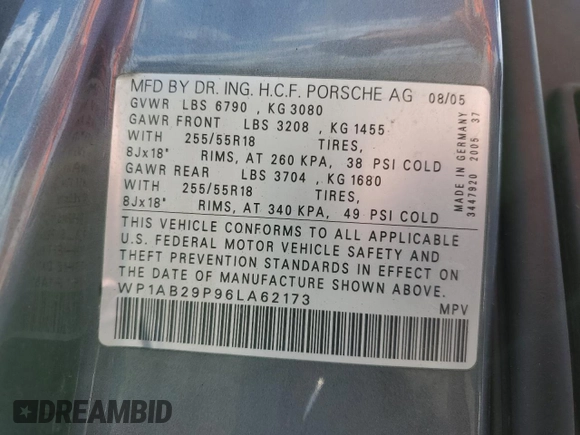 MFD BY DR. ING. H.C.F. PORSCHE AG 08/05
GVWR LBS 6790 , KG 3080
GAWR FRONT LBS 3208 , KG 1455
WITH 255/55R18 TIRES,
8Jx18" RIMS, AT 260 KPA, 38 PSI COLD
GAWR REAR LBS 3704 , KG 1680
WITH 255/55R18 TIRES,
8Jx18" RIMS, AT 340 KPA, 49 PSI COLD
THIS VEHICLE CONFORMS TO ALL APPLICABLE
U.S. FEDERAL MOTOR VEHICLE SAFETY AND
THEFT PREVENTION STANDARDS IN EFFECT ON
THE DATE OF MANUFACTURE SHOWN ABOVE.
WP1AB29P96LA62173 MPV
MADE IN GERMANY
3447920 2005 37
DREAMBID